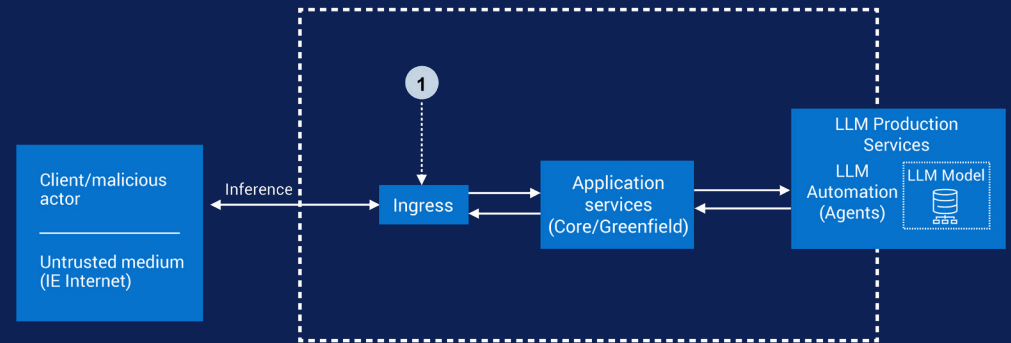 1
Client/malicious
actor
Untrusted medium
(IE Internet)
Inference
Ingress
Application
services
(Core/Greenfield)
LLM Production
Services
LLM
Automation
(Agents)
LLM Model